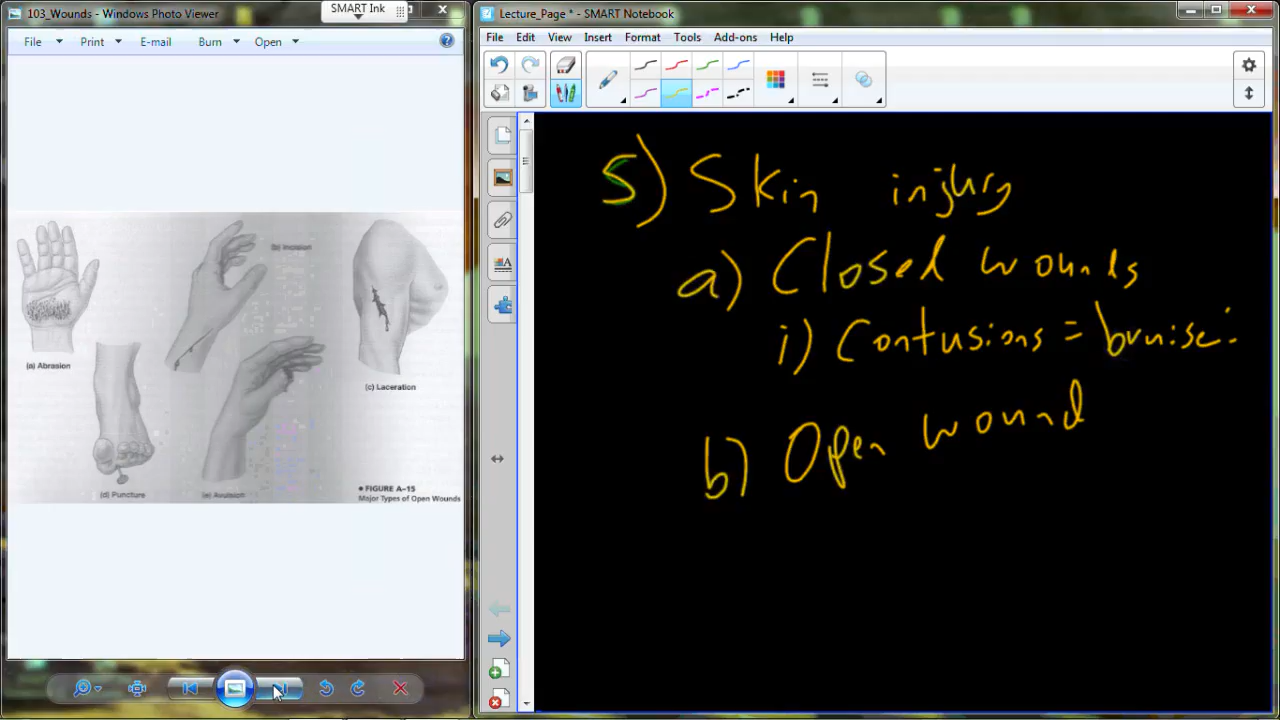 103_Wounds - Windows Photo Viewer
SMART Ink
File Print E-mail Burn Open
(a) Abrasion
(b) Incision
(c) Laceration
(d) Puncture
(e) Avulsion
• FIGURE A-15
Major Types of Open Wounds
Lecture_Page * - SMART Notebook
File Edit View Insert Format Tools Add-ons Help
5) Skin injury
a) Closed wounds
i) Contusions = bruise
b) Open wound